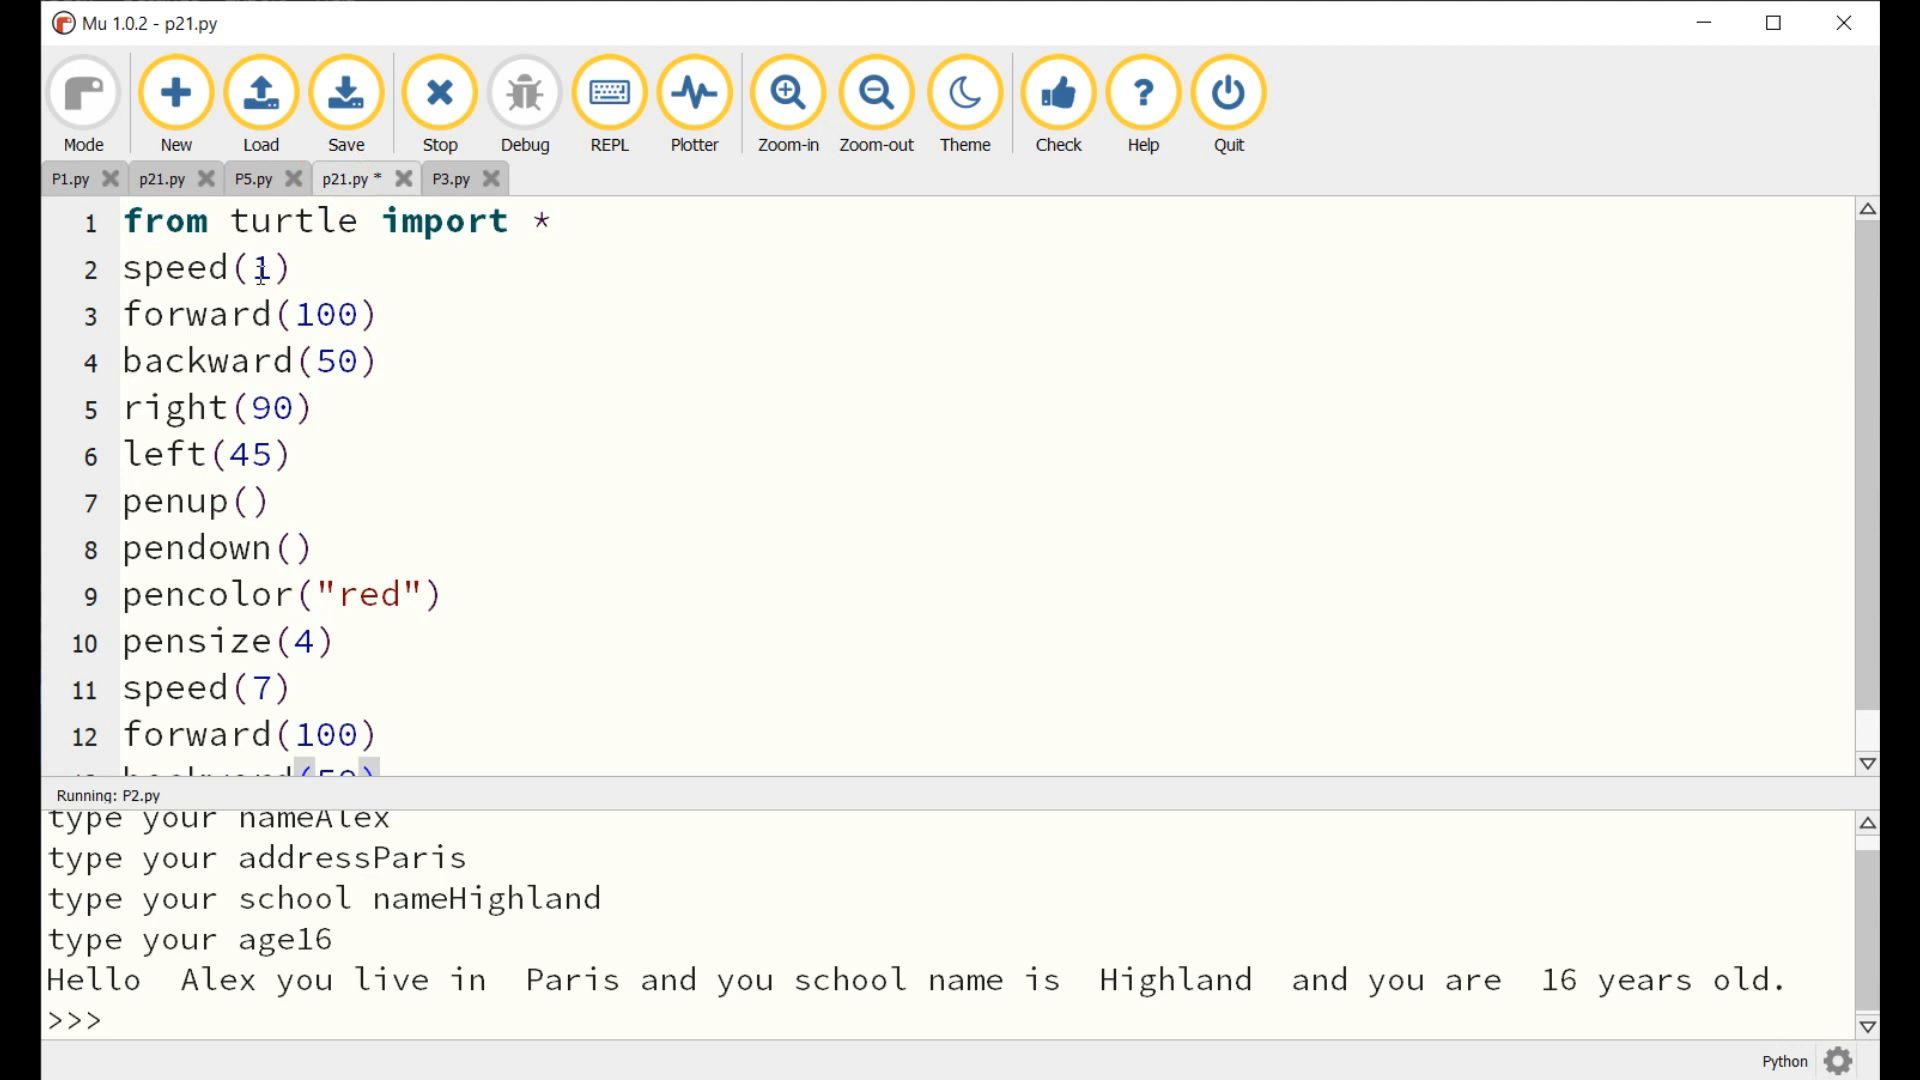 Mu 1.0.2 - p21.py
Mode New Load Save Stop Debug REPL Plotter Zoom-in Zoom-out Theme Check Help Quit
P1.py p21.py P5.py p21.py * P3.py
1 from turtle import *
2 speed(1)
3 forward(100)
4 backward(50)
5 right(90)
6 left(45)
7 penup()
8 pendown()
9 pencolor("red")
10 pensize(4)
11 speed(7)
12 forward(100)
backward(50)
Running: P2.py
type your nameAlex
type your addressParis
type your school nameHighland
type your age16
Hello  Alex you live in  Paris and you school name is  Highland  and you are  16 years old.
>>>
Python